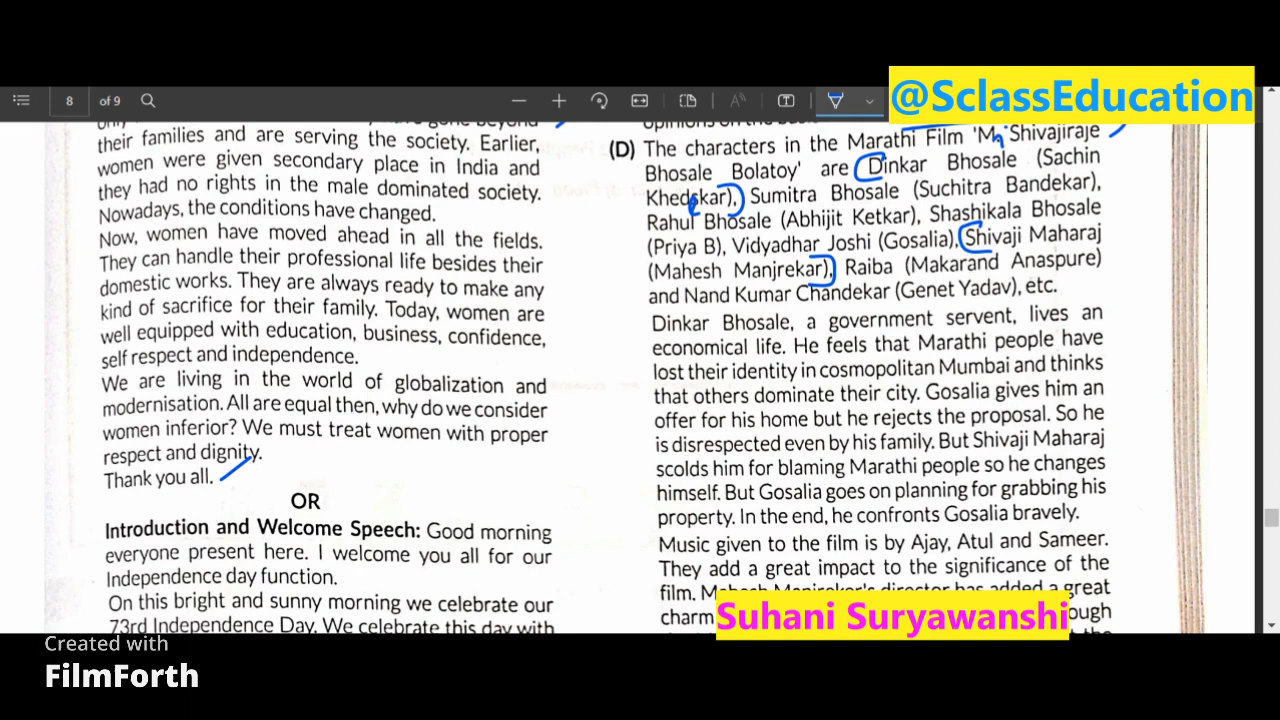 @SclassEducation
8 of 9
their families and are serving the society. Earlier,
women were given secondary place in India and
they had no rights in the male dominated society.
Nowadays, the conditions have changed.
Now, women have moved ahead in all the fields.
They can handle their professional life besides their
domestic works. They are always ready to make any
kind of sacrifice for their family. Today, women are
well equipped with education, business, confidence,
self respect and independence.
We are living in the world of globalization and
modernisation. All are equal then, why do we consider
women inferior? We must treat women with proper
respect and dignity.
Thank you all.
OR
Introduction and Welcome Speech: Good morning
everyone present here. I welcome you all for our
Independence day function.
On this bright and sunny morning we celebrate our
73rd Independence Day. We celebrate this day with
(D) The characters in the Marathi Film 'Mi Shivajiraje
Bhosale Bolatoy' are Dinkar Bhosale (Sachin
Khedekar), Sumitra Bhosale (Suchitra Bandekar),
Rahul Bhosale (Abhijit Ketkar), Shashikala Bhosale
(Priya B), Vidyadhar Joshi (Gosalia), Shivaji Maharaj
(Mahesh Manjrekar), Raiba (Makarand Anaspure)
and Nand Kumar Chandekar (Genet Yadav), etc.
Dinkar Bhosale, a government servent, lives an
economical life. He feels that Marathi people have
lost their identity in cosmopolitan Mumbai and thinks
that others dominate their city. Gosalia gives him an
offer for his home but he rejects the proposal. So he
is disrespected even by his family. But Shivaji Maharaj
scolds him for blaming Marathi people so he changes
himself. But Gosalia goes on planning for grabbing his
property. In the end, he confronts Gosalia bravely.
Music given to the film is by Ajay, Atul and Sameer.
They add a great impact to the significance of the
film. great
charm ough
Suhani Suryawanshi
Created with
FilmForth